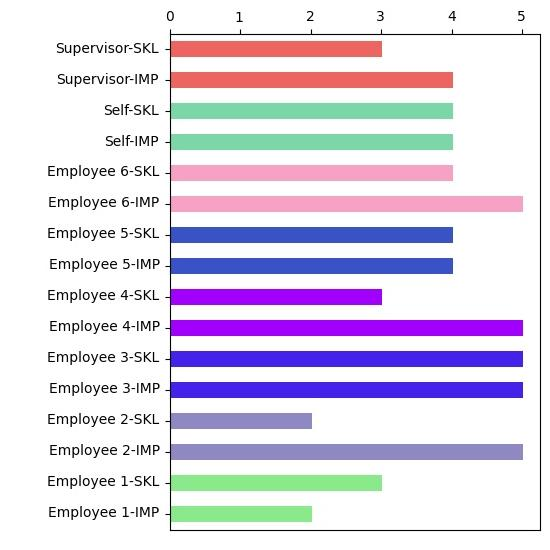 0 1 2 3 4 5
Supervisor-SKL
Supervisor-IMP
Self-SKL
Self-IMP
Employee 6-SKL
Employee 6-IMP
Employee 5-SKL
Employee 5-IMP
Employee 4-SKL
Employee 4-IMP
Employee 3-SKL
Employee 3-IMP
Employee 2-SKL
Employee 2-IMP
Employee 1-SKL
Employee 1-IMP